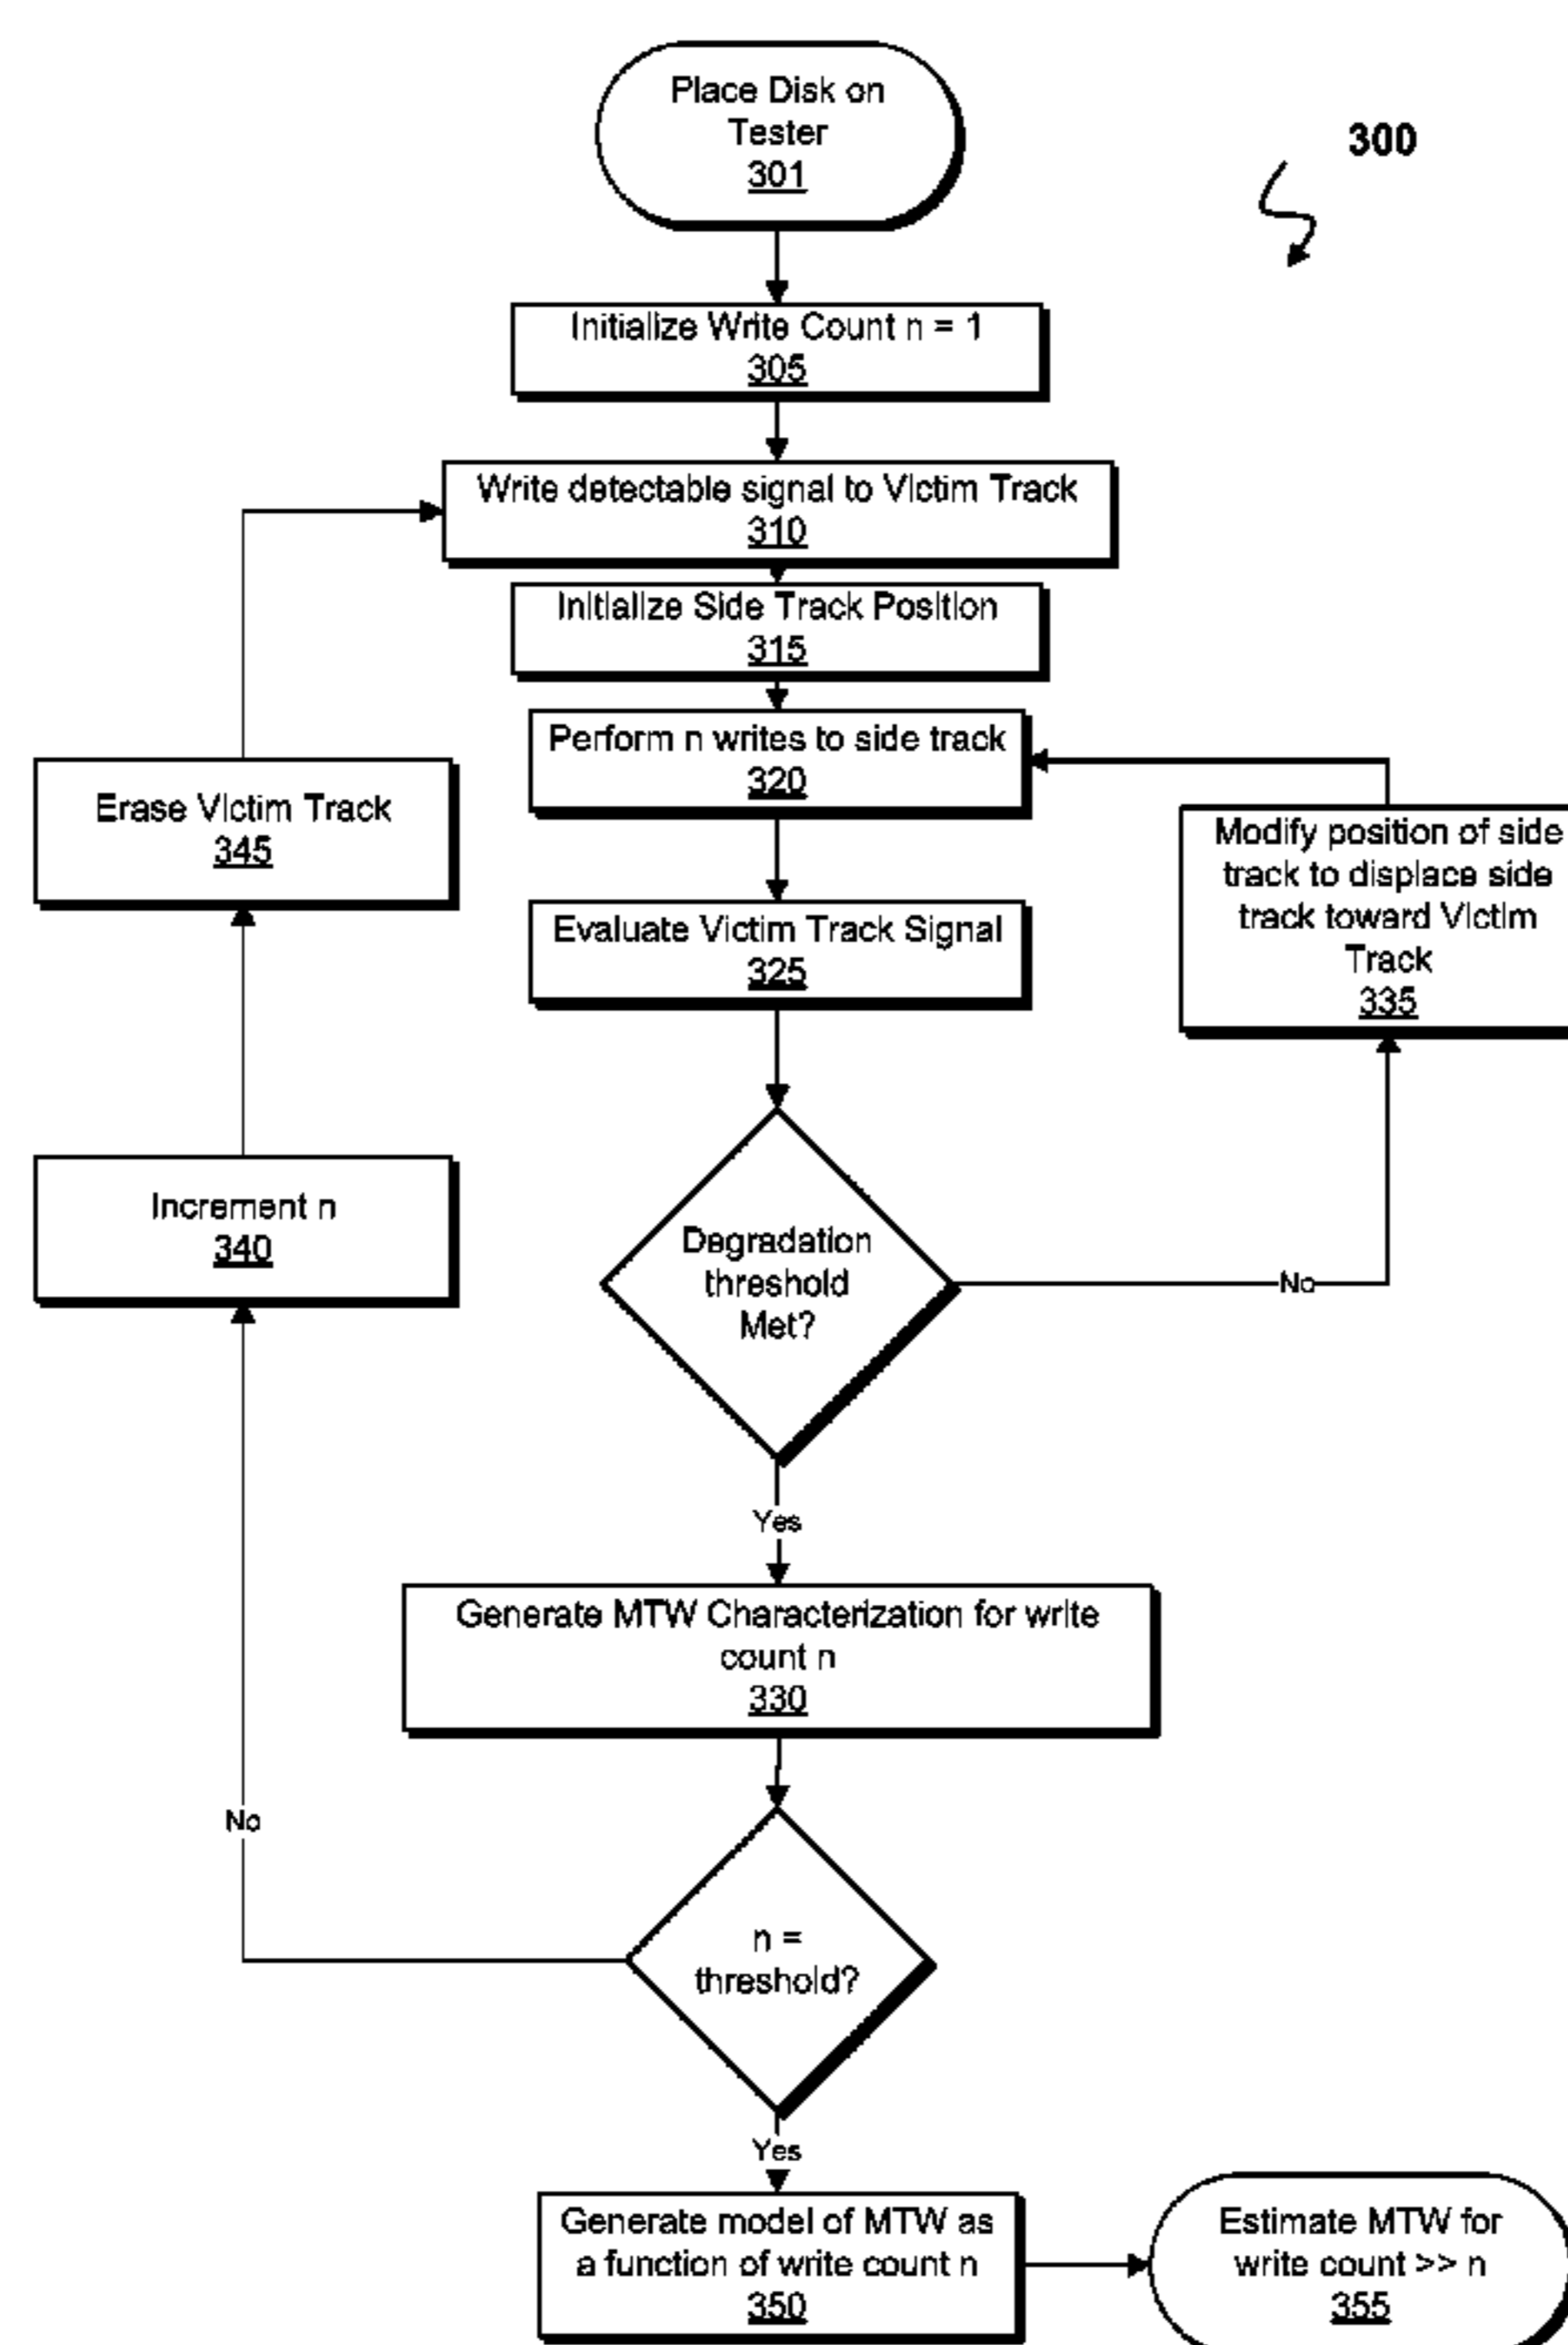 Place Disk on
Tester
301
300
Initialize Write Count n = 1
305
Write detectable signal to Victim Track
310
Initialize Side Track Position
315
Perform n writes to side track
320
Erase Victim Track
345
Modify position of side
track to displace side
track toward Victim
Track
335
Evaluate Victim Track Signal
325
Increment n
340
Degradation
threshold
Met?
No
Yes
Generate MTW Characterization for write
count n
330
No
n =
threshold?
Yes
Generate model of MTW as
a function of write count n
350
Estimate MTW for
write count >> n
355